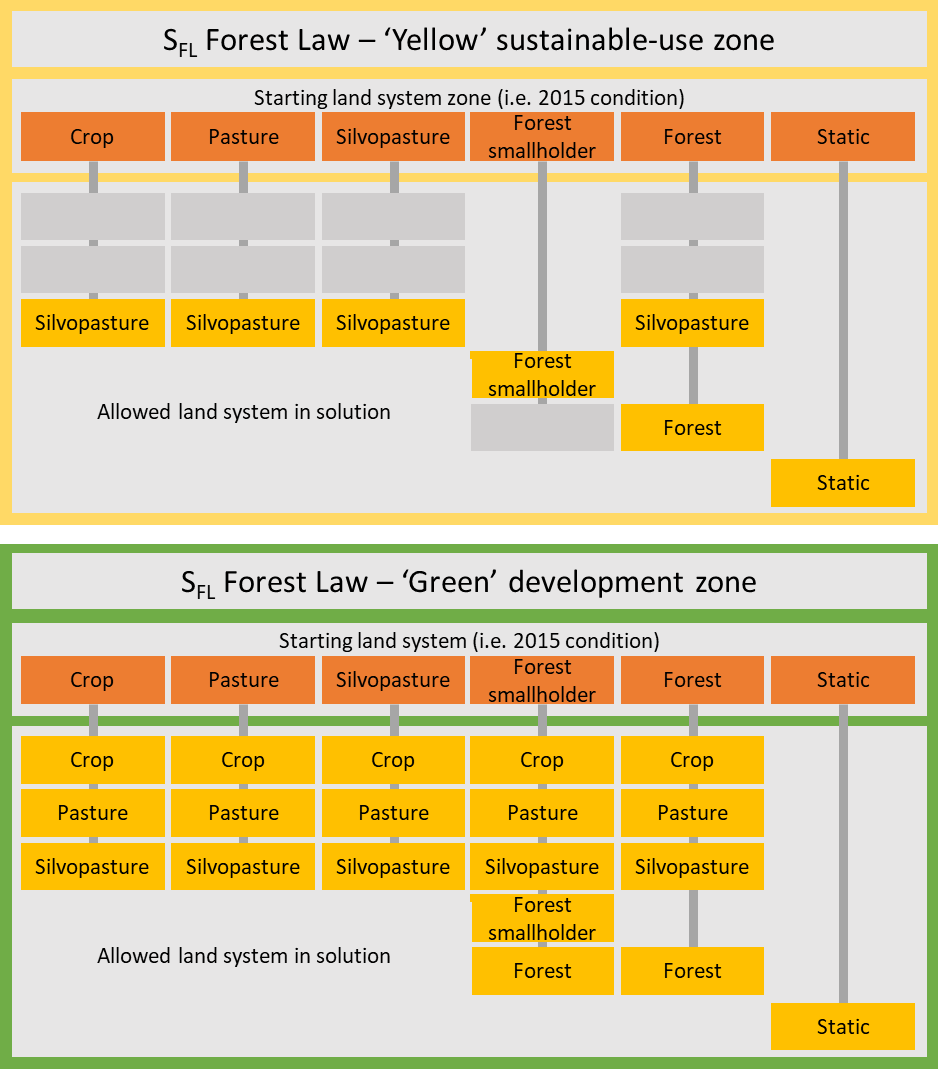 S_FL Forest Law – ‘Yellow’ sustainable-use zone
Starting land system zone (i.e. 2015 condition)
Crop Pasture Silvopasture Forest smallholder Forest Static
Silvopasture Silvopasture Silvopasture Silvopasture
Forest
smallholder
Allowed land system in solution
Forest
Static
S_FL Forest Law – ‘Green’ development zone
Starting land system (i.e. 2015 condition)
Crop Pasture Silvopasture Forest smallholder Forest Static
Crop Crop Crop Crop Crop
Pasture Pasture Pasture Pasture Pasture
Silvopasture Silvopasture Silvopasture Silvopasture Silvopasture
Forest
smallholder
Allowed land system in solution
Forest Forest
Static